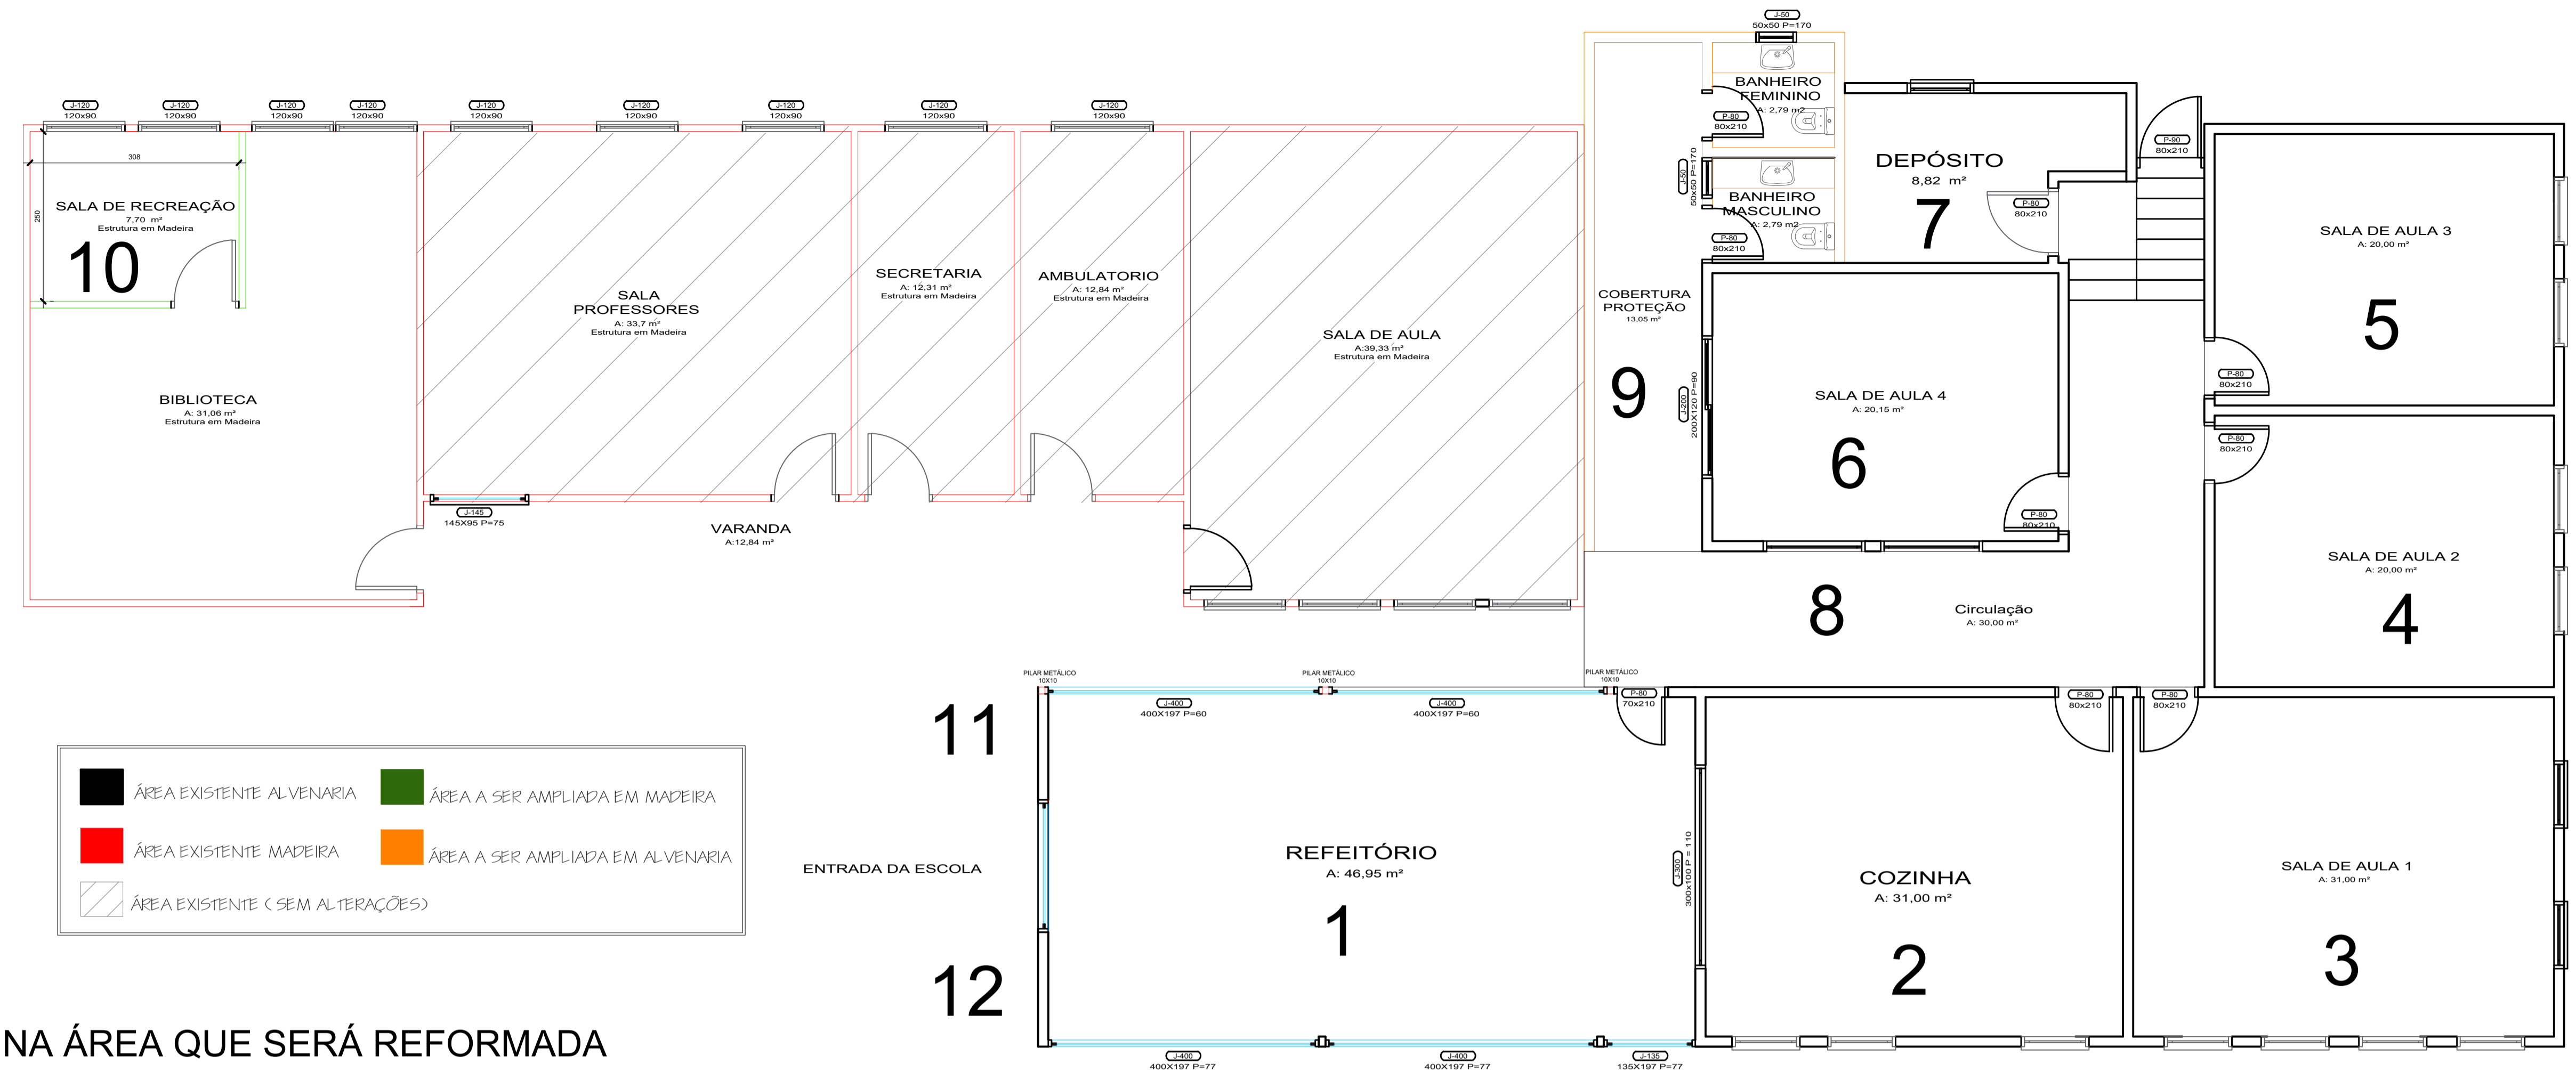 J-50
50x50 P=170
J-120
120x90
J-120
120x90
J-120
120x90
J-120
120x90
J-120
120x90
J-120
120x90
J-120
120x90
J-120
120x90
J-120
120x90
308
250
SALA DE RECREAÇÃO
7,70 m²
Estrutura em Madeira
10
BIBLIOTECA
A: 31,06 m²
Estrutura em Madeira
SALA
PROFESSORES
A: 33,7 m²
Estrutura em Madeira
J-145
145X95 P=75
SECRETARIA
A: 12,31 m²
Estrutura em Madeira
AMBULATORIO
A: 12,84 m²
Estrutura em Madeira
VARANDA
A:12,84 m²
SALA DE AULA
A:39,33 m²
Estrutura em Madeira
BANHEIRO
FEMININO
A: 2,79 m2
P-80
80x210
J-50
50x50 P=170
BANHEIRO
MASCULINO
A: 2,79 m2
P-80
80x210
COBERTURA
PROTEÇÃO
13,05 m²
9
J-200
200X120 P=90
DEPÓSITO
8,82 m²
7
P-80
80x210
P-90
80x210
SALA DE AULA 4
A: 20,15 m²
6
P-80
80x210
SALA DE AULA 3
A: 20,00 m²
5
P-80
80x210
P-80
80x210
SALA DE AULA 2
A: 20,00 m²
4
8
Circulação
A: 30,00 m²
PILAR METÁLICO
10X10
PILAR METÁLICO
10X10
PILAR METÁLICO
10X10
J-400
400X197 P=60
J-400
400X197 P=60
P-80
70x210
P-80
80x210
P-80
80x210
11
ENTRADA DA ESCOLA
12
REFEITÓRIO
A: 46,95 m²
1
J-300
300x100 P = 110
COZINHA
A: 31,00 m²
2
SALA DE AULA 1
A: 31,00 m²
3
J-400
400X197 P=77
J-400
400X197 P=77
J-135
135X197 P=77
ÁREA EXISTENTE ALVENARIA
ÁREA A SER AMPLIADA EM MADEIRA
ÁREA EXISTENTE MADEIRA
ÁREA A SER AMPLIADA EM ALVENARIA
ÁREA EXISTENTE ( SEM ALTERAÇÕES)
NA ÁREA QUE SERÁ REFORMADA